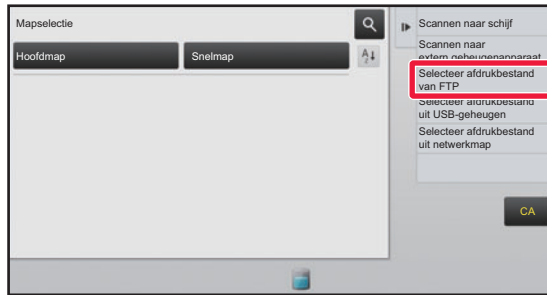 Mapselectie
Hoofdmap
Snelmap
Scannen naar schijf
Scannen naar
extern geheugenapparaat
Selecteer afdrukbestand
van FTP
Selecteer afdrukbestand
uit USB-geheugen
Selecteer afdrukbestand
uit netwerkmap
CA